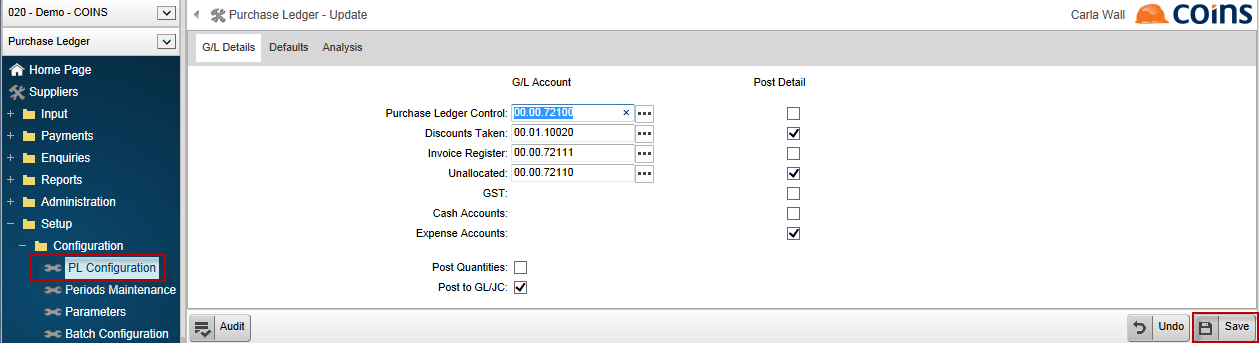 020 - Demo - COINS
Purchase Ledger - Update
Carla Wall
COINS
Purchase Ledger
G/L Details Defaults Analysis
Home Page
Suppliers
Input
Payments
Enquiries
Reports
Administration
Setup
Configuration
PL Configuration
Periods Maintenance
Parameters
Batch Configuration
G/L Account Post Detail
Purchase Ledger Control: 00.00.72100
Discounts Taken: 00.01.10020
Invoice Register: 00.00.72111
Unallocated: 00.00.72110
GST:
Cash Accounts:
Expense Accounts:
Post Quantities:
Post to GL/JC:
Audit Undo Save